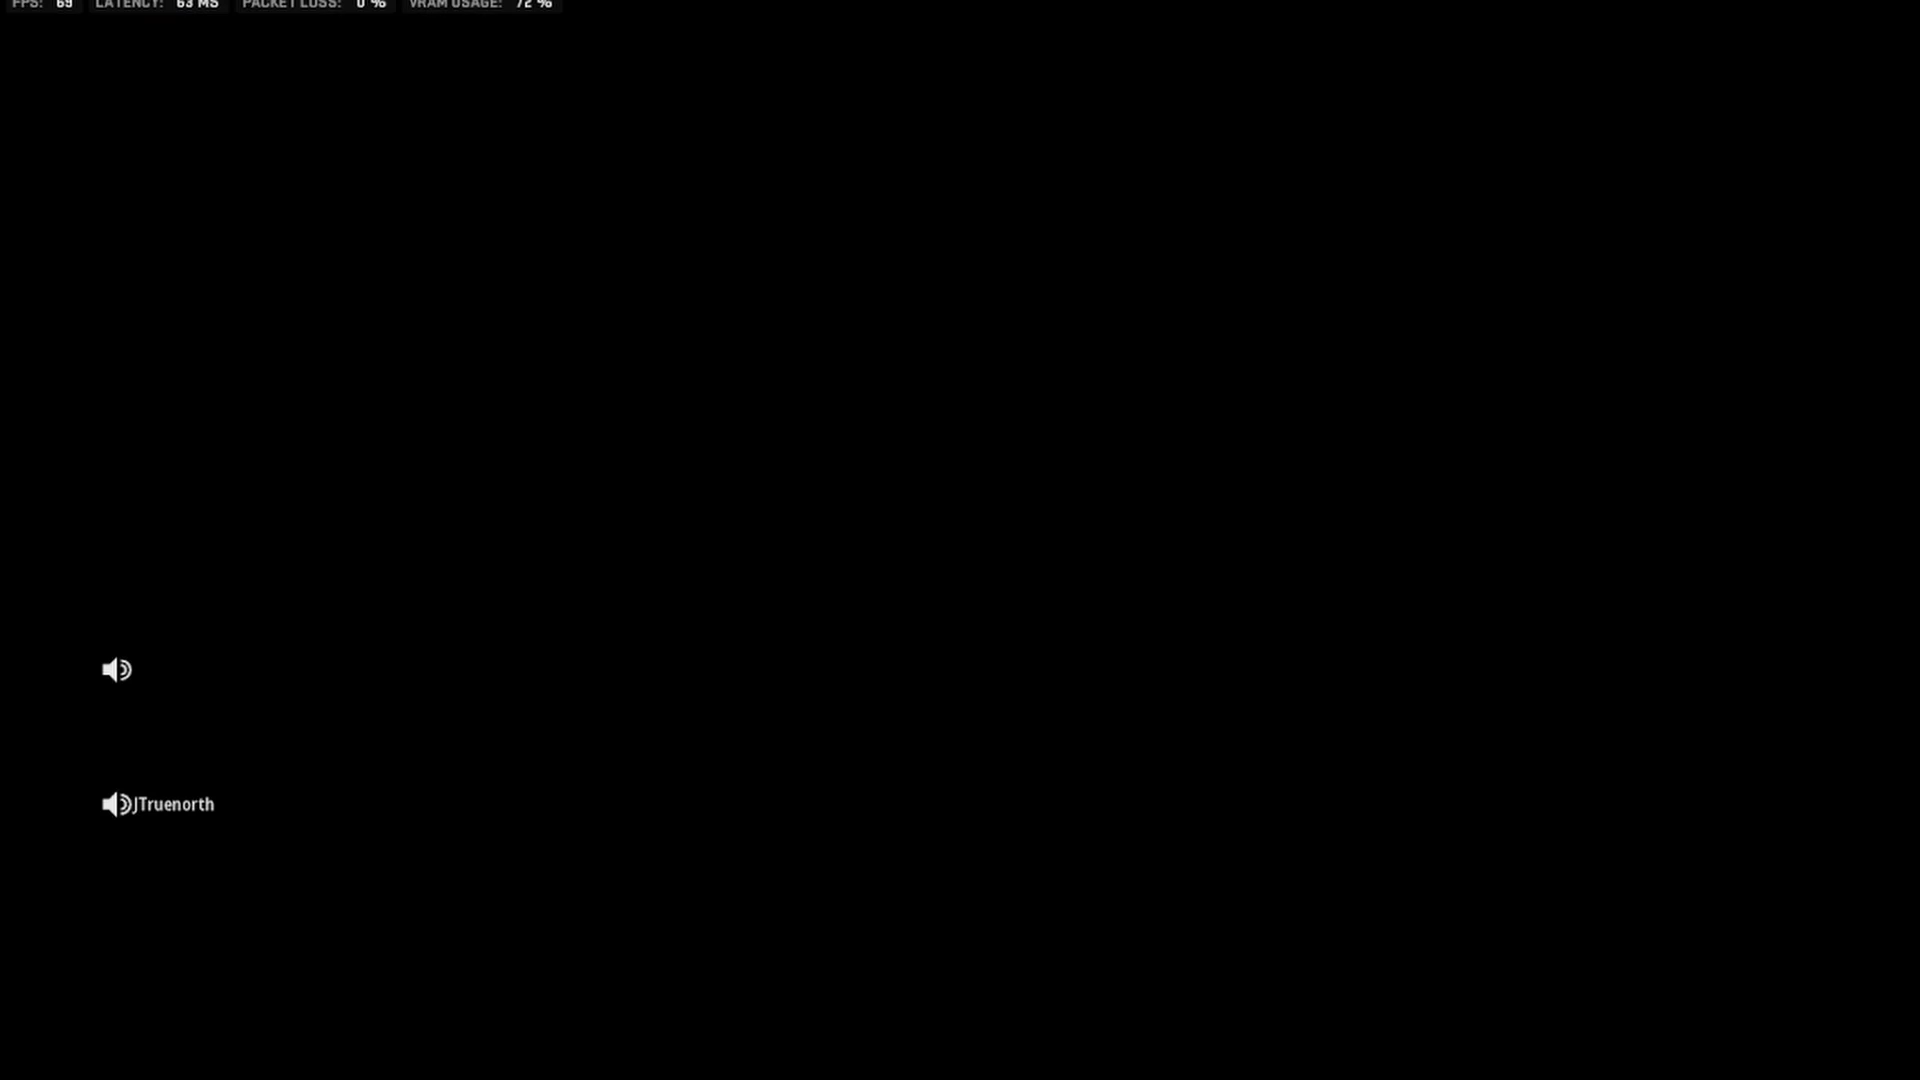 FPS: 69 LATENCY: 63 MS PACKET LOSS: 0 % VRAM USAGE: 72 %
JTruenorth